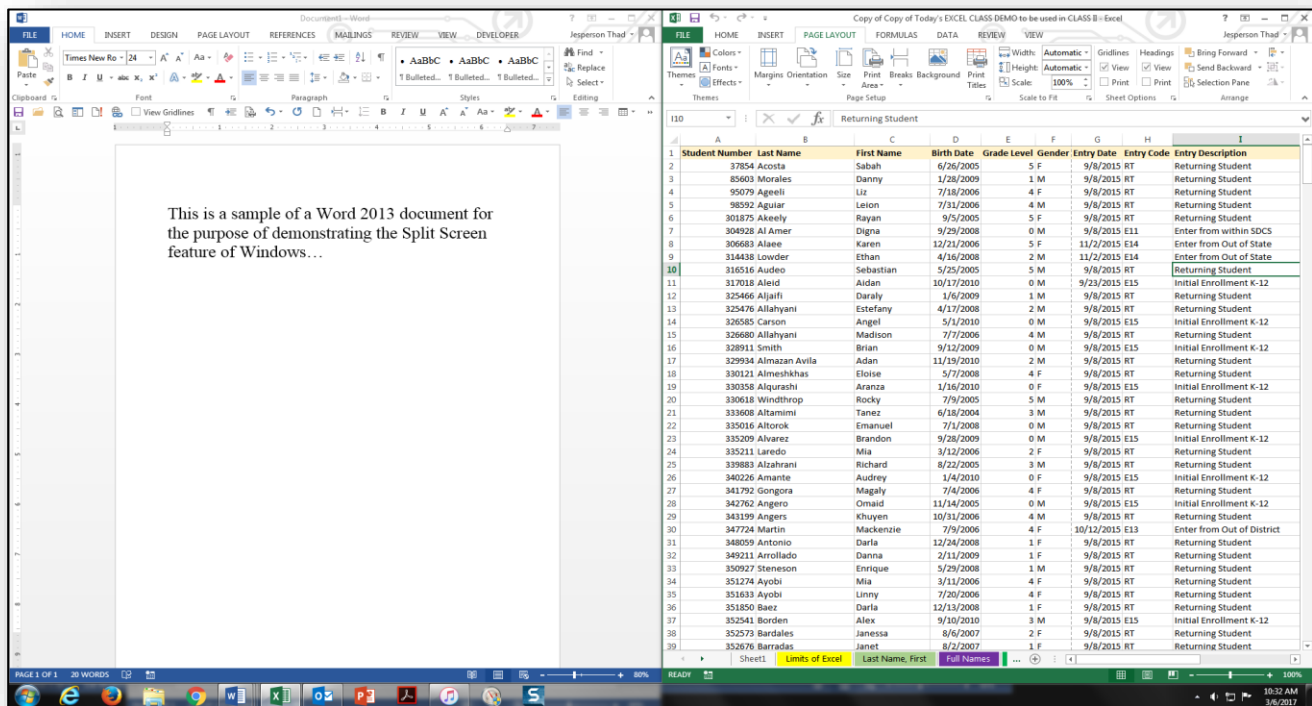 Document1 - Word
FILE HOME INSERT DESIGN PAGE LAYOUT REFERENCES MAILINGS REVIEW VIEW DEVELOPER Jesperson Thad
Times New Ro 24
Paste
AaBbC AaBbC AaBbC
¶ Bulleted... ¶ Bulleted... ¶ Bulleted...
Find
Replace
Select
Clipboard Font Paragraph Styles Editing
View Gridlines
This is a sample of a Word 2013 document for
the purpose of demonstrating the Split Screen
feature of Windows…
PAGE 1 OF 1 20 WORDS 80%
Copy of Copy of Today's EXCEL CLASS DEMO to be used in CLASS II - Excel
FILE HOME INSERT PAGE LAYOUT FORMULAS DATA REVIEW VIEW Jesperson Thad
Themes Colors Fonts Effects
Margins Orientation Size Print Area Breaks Background Print Titles
Width: Automatic
Height: Automatic
Scale: 100%
Gridlines Headings
View View
Print Print
Bring Forward
Send Backward
Selection Pane
Themes Page Setup Scale to Fit Sheet Options Arrange
I10 fx Returning Student
A B C D E F G H I
1 Student Number Last Name First Name Birth Date Grade Level Gender Entry Date Entry Code Entry Description
2 37854 Acosta Sabah 6/26/2005 5 F 9/8/2015 RT Returning Student
3 85603 Morales Danny 1/28/2009 1 M 9/8/2015 RT Returning Student
4 95079 Ageeli Liz 7/18/2006 4 F 9/8/2015 RT Returning Student
5 98592 Aguiar Leion 7/31/2006 4 M 9/8/2015 RT Returning Student
6 301875 Akeely Rayan 9/5/2005 5 F 9/8/2015 RT Returning Student
7 304928 Al Amer Digna 9/29/2008 0 M 9/8/2015 E11 Enter from within SDCS
8 306683 Alaee Karen 12/21/2006 5 F 11/2/2015 E14 Enter from Out of State
9 314438 Lowder Ethan 4/16/2008 2 M 11/2/2015 E14 Enter from Out of State
10 316516 Audeo Sebastian 5/25/2005 5 M 9/8/2015 RT Returning Student
11 317018 Aleid Aidan 10/17/2010 0 M 9/23/2015 E15 Initial Enrollment K-12
12 325466 Aljaifi Daraly 1/6/2009 1 M 9/8/2015 RT Returning Student
13 325476 Allahyani Estefany 4/17/2008 2 M 9/8/2015 RT Returning Student
14 326585 Carson Angel 5/1/2010 0 M 9/8/2015 E15 Initial Enrollment K-12
15 326680 Allahyani Madison 7/7/2006 4 M 9/8/2015 RT Returning Student
16 328911 Smith Brian 9/12/2009 0 M 9/8/2015 E15 Initial Enrollment K-12
17 329934 Almazan Avila Adan 11/19/2010 2 M 9/8/2015 RT Returning Student
18 330121 Almeshkhas Eloise 5/7/2008 4 F 9/8/2015 RT Returning Student
19 330358 Alqurashi Aranza 1/16/2010 0 F 9/8/2015 E15 Initial Enrollment K-12
20 330618 Windthrop Rocky 7/9/2005 5 M 9/8/2015 RT Returning Student
21 333608 Altamimi Tanez 6/18/2004 3 M 9/8/2015 RT Returning Student
22 335016 Altorok Emanuel 7/1/2008 0 M 9/8/2015 RT Returning Student
23 335209 Alvarez Brandon 9/28/2009 0 M 9/8/2015 E15 Initial Enrollment K-12
24 335211 Laredo Mia 3/12/2006 2 F 9/8/2015 RT Returning Student
25 339883 Alzahrani Richard 8/22/2005 3 M 9/8/2015 RT Returning Student
26 340226 Amante Audrey 1/4/2010 0 F 9/8/2015 E15 Initial Enrollment K-12
27 341792 Gongora Magaly 7/4/2006 4 F 9/8/2015 RT Returning Student
28 342762 Angero Omaid 11/14/2005 0 M 9/8/2015 E15 Initial Enrollment K-12
29 343199 Angers Khuyen 10/31/2006 4 M 9/8/2015 RT Returning Student
30 347724 Martin Mackenzie 7/9/2006 4 F 10/12/2015 E13 Enter from Out of District
31 348059 Antonio Darla 12/24/2008 1 F 9/8/2015 RT Returning Student
32 349211 Arrollado Danna 2/11/2009 1 F 9/8/2015 RT Returning Student
33 350927 Steneson Enrique 5/29/2008 1 M 9/8/2015 RT Returning Student
34 351274 Ayobi Mia 3/11/2006 4 F 9/8/2015 RT Returning Student
35 351633 Ayobi Linny 7/20/2006 4 F 9/8/2015 RT Returning Student
36 351850 Baez Darla 12/13/2008 1 F 9/8/2015 RT Returning Student
37 352541 Borden Alex 9/10/2010 3 M 9/8/2015 E15 Initial Enrollment K-12
38 352573 Bardales Janessa 8/6/2007 2 F 9/8/2015 RT Returning Student
39 352676 Barradas Janet 8/2/2007 1 F 9/8/2015 RT Returning Student
Sheet1 Limits of Excel Last Name, First Full Names ...
READY 100%
10:32 AM
3/6/2017